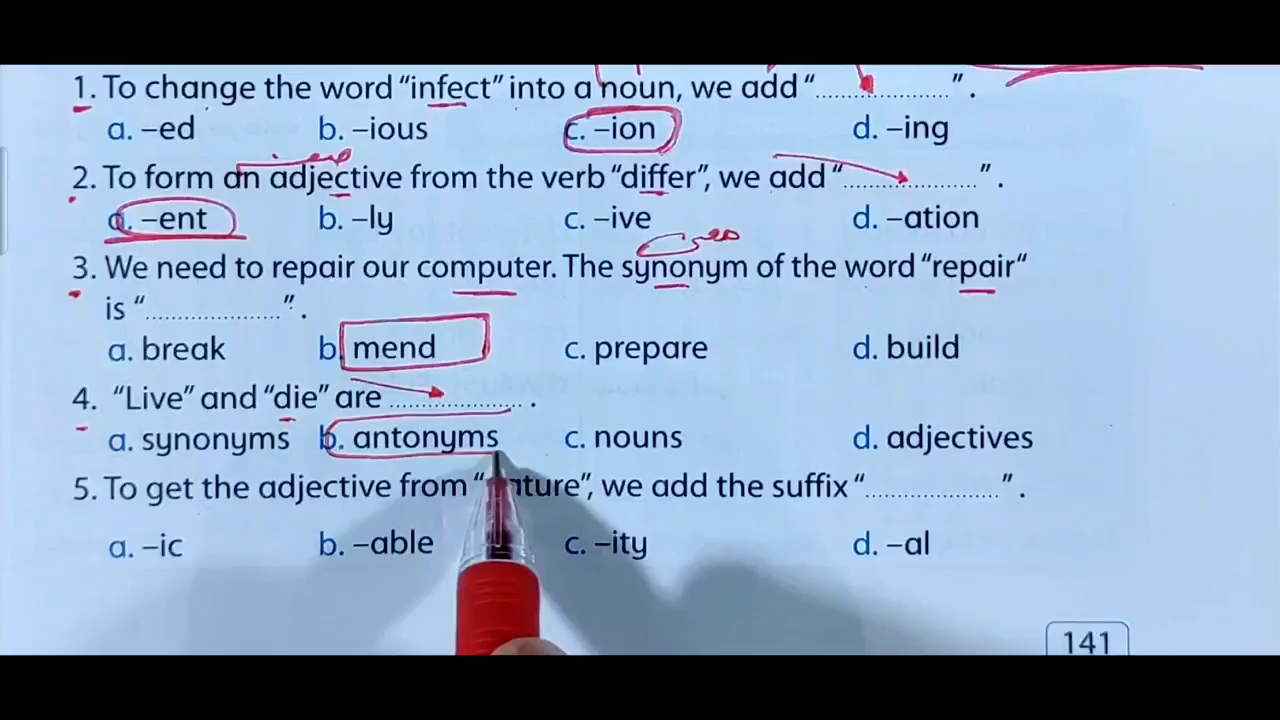 1. To change the word “infect” into a noun, we add “....................”.
a. –ed b. –ious c. –ion d. –ing
2. To form an adjective from the verb “differ”, we add “....................”.
a. –ent b. –ly c. –ive d. –ation
3. We need to repair our computer. The synonym of the word “repair“
is “....................”.
a. break b. mend c. prepare d. build
4. “Live” and “die” are .................... .
a. synonyms b. antonyms c. nouns d. adjectives
5. To get the adjective from “ature”, we add the suffix “....................”.
a. –ic b. –able c. –ity d. –al
141